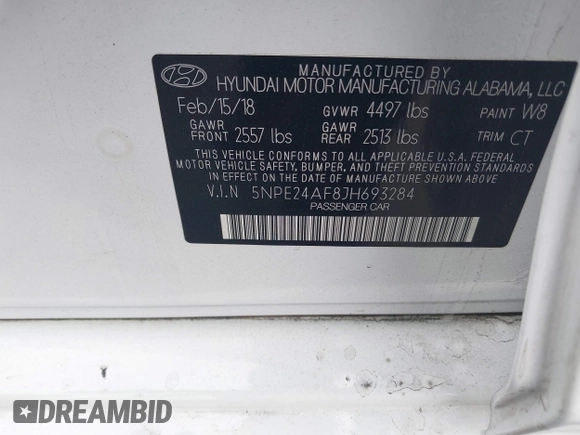 MANUFACTURED BY
HYUNDAI MOTOR MANUFACTURING ALABAMA, LLC
Feb/15/18 GVWR 4497 lbs PAINT W8
GAWR FRONT 2557 lbs GAWR REAR 2513 lbs TRIM CT
THIS VEHICLE CONFORMS TO ALL APPLICABLE U.S.A. FEDERAL
MOTOR VEHICLE SAFETY, BUMPER, AND THEFT PREVENTION
STANDARDS IN EFFECT ON THE DATE OF MANUFACTURE SHOWN ABOVE.
V.I.N 5NPE24AF8JH693284
PASSENGER CAR
DREAMBID